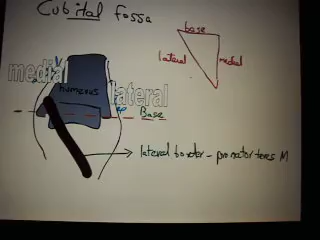 Cubital Fossa
base
lateral
medial
medial
humerus
lateral
Base
lateral border - pronator teres M